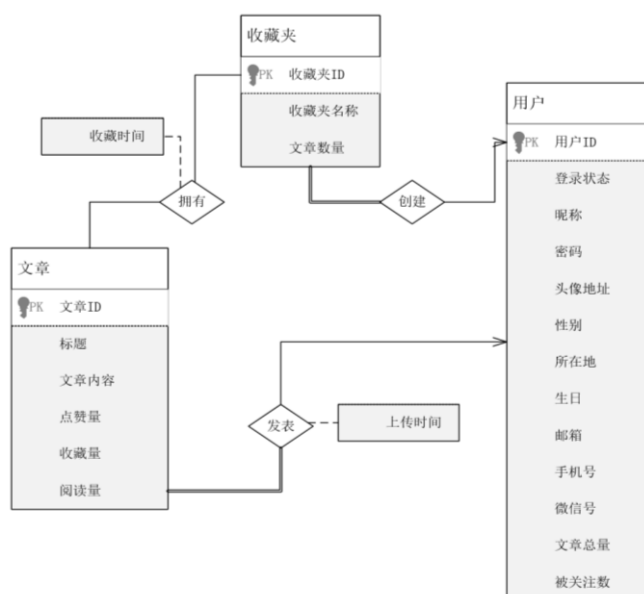 收藏夹
PK 收藏夹ID
收藏夹名称
文章数量
收藏时间
拥有
创建
用户
PK 用户ID
登录状态
昵称
密码
头像地址
性别
所在地
生日
邮箱
手机号
微信号
文章总量
被关注数
文章
PK 文章ID
标题
文章内容
点赞量
收藏量
阅读量
发表
上传时间